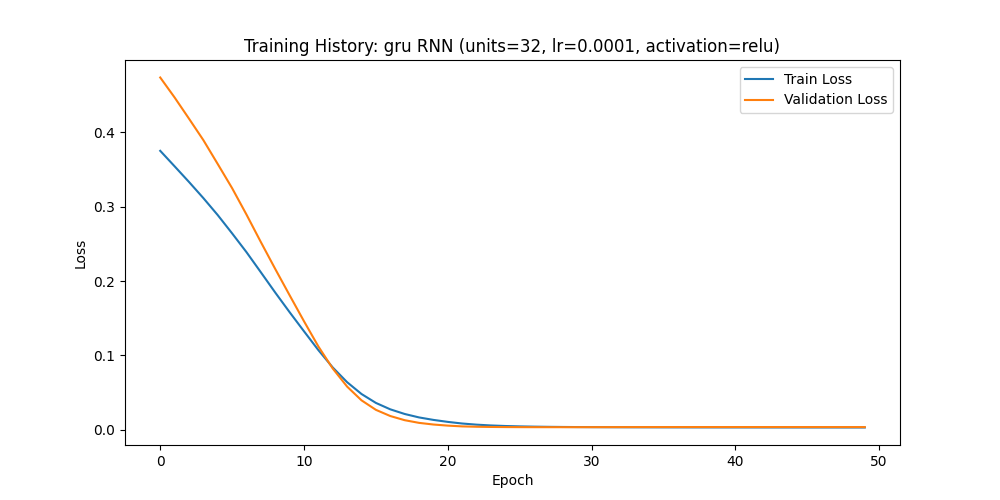 Training History: gru RNN (units=32, lr=0.0001, activation=relu)
Train Loss
Validation Loss
Loss
0.4
0.3
0.2
0.1
0.0
0 10 20 30 40 50
Epoch